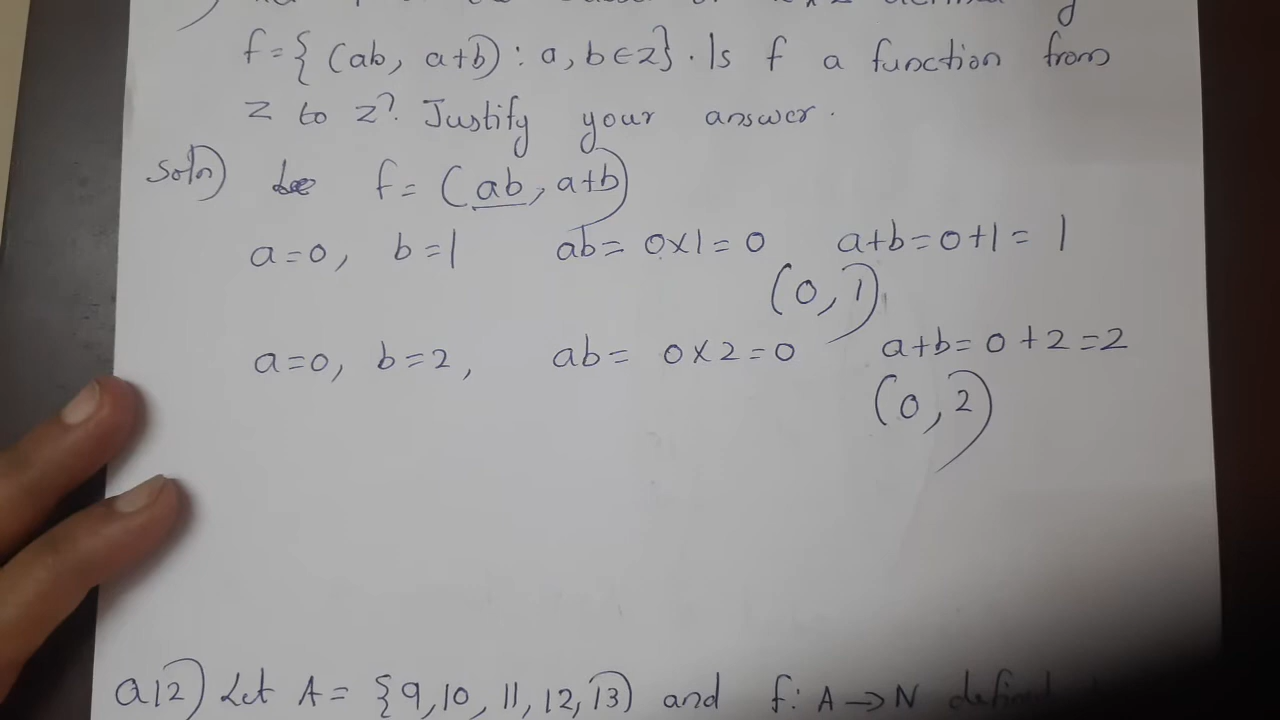 f={(ab, a+b) : a, b∈z}. Is f a function from
z to z? Justify your answer.
Soln) f= (ab, a+b)
a=0, b=1 ab= 0×1=0 a+b=0+1= 1
(0, 1)
a=0, b=2, ab= 0×2=0 a+b=0+2=2
(0, 2)
a12) Let A= {9,10, 11, 12, 13) and f: A→N